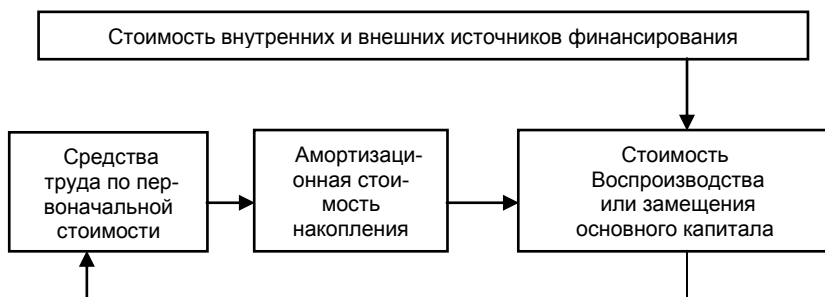 Стоимость внутренних и внешних источников финансирования
Средства
труда по пер-
воначальной
стоимости
Амортизаци-
онная стои-
мость
накопления
Стоимость
Воспроизводства
или замещения
основного капитала